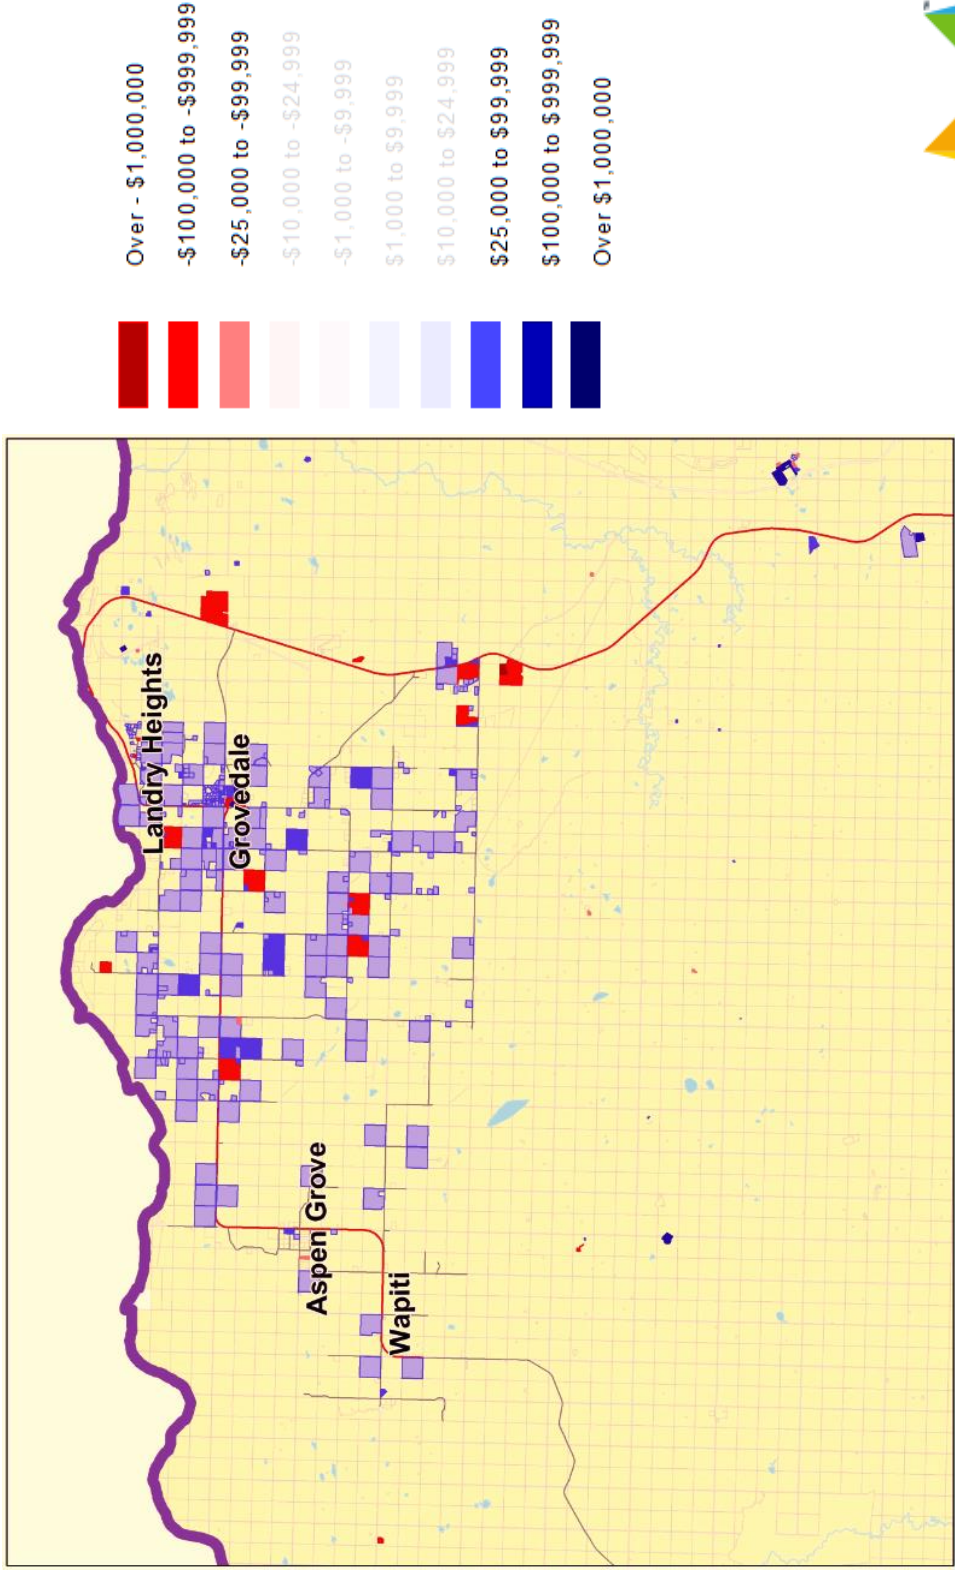 Over - $1,000,000
-$100,000 to -$999,999
-$25,000 to -$99,999
-$10,000 to -$24,999
-$1,000 to -$9,999
$1,000 to $9,999
$10,000 to $24,999
$25,000 to $99,999
$100,000 to $999,999
Over $1,000,000
Landry Heights
Grovedale
Aspen Grove
Wapiti